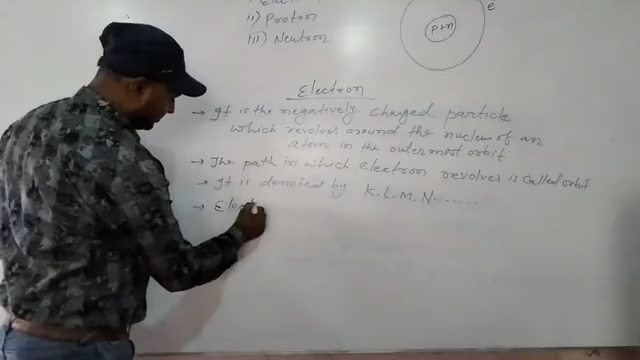 ii) Proton
iii) Neutron
e
p+n
Electron
→ It is the negatively charged particle
which revolves around the nucleus of an
atom in the outermost orbit
→ The path in which electron revolves is called orbit
→ It is denoted by K.L.M.N.......
→ Elect